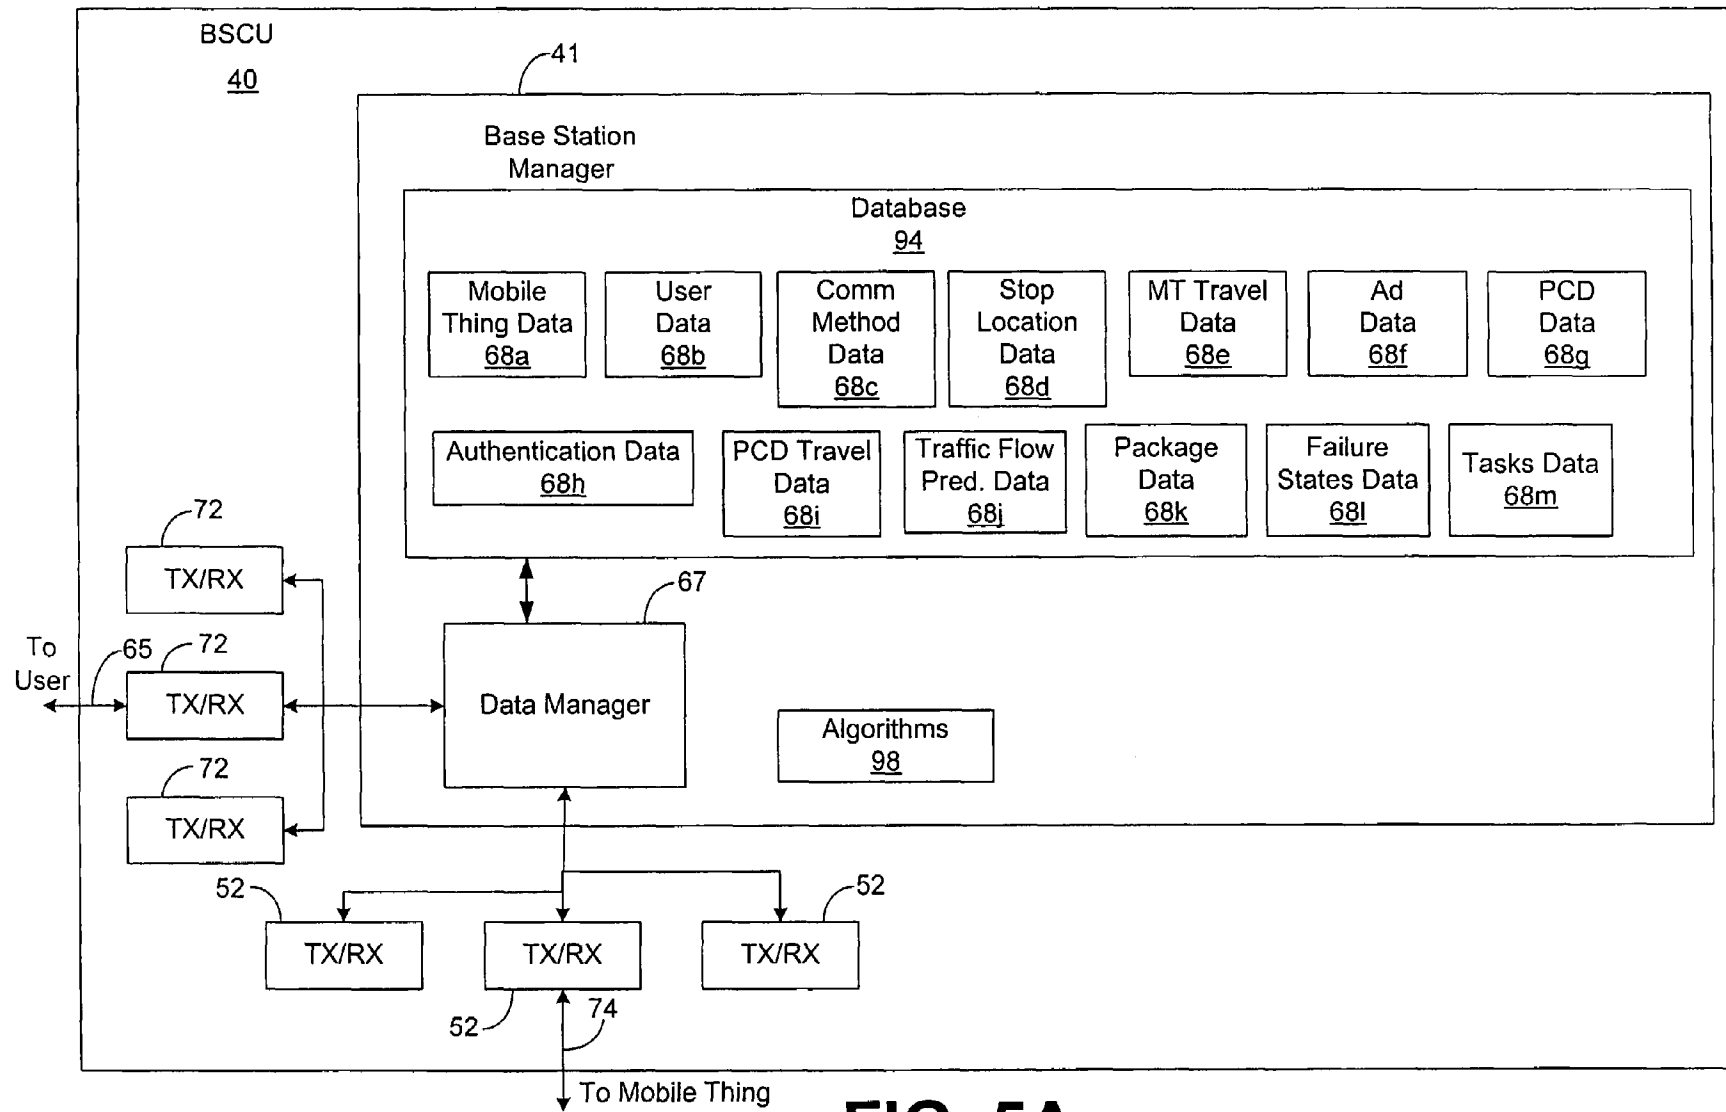 BSCU
40
41
Base Station
Manager
Database
94
Mobile
Thing Data
68a
User
Data
68b
Comm
Method
Data
68c
Stop
Location
Data
68d
MT Travel
Data
68e
Ad
Data
68f
PCD
Data
68g
Authentication Data
68h
PCD Travel
Data
68i
Traffic Flow
Pred. Data
68j
Package
Data
68k
Failure
States Data
68l
Tasks Data
68m
72
TX/RX
67
To
User
65
72
TX/RX
Data Manager
72
TX/RX
Algorithms
98
52
TX/RX
TX/RX
52
TX/RX
52
74
To Mobile Thing
FIG. 5A